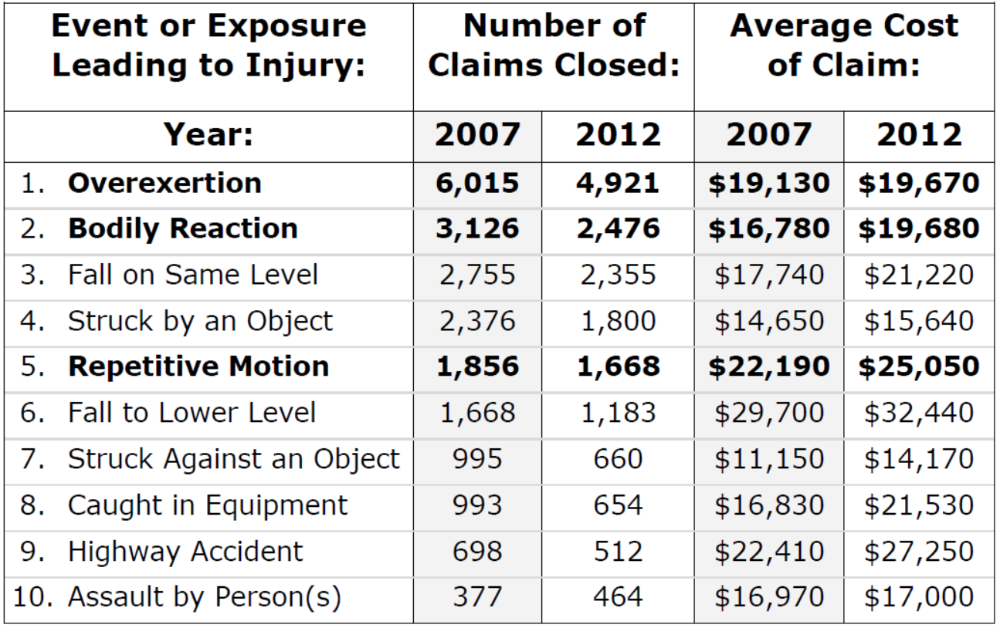 Event or Exposure Number of Average Cost
Leading to Injury: Claims Closed: of Claim:
Year: 2007 2012 2007 2012
1. Overexertion 6,015 4,921 $19,130 $19,670
2. Bodily Reaction 3,126 2,476 $16,780 $19,680
3. Fall on Same Level 2,755 2,355 $17,740 $21,220
4. Struck by an Object 2,376 1,800 $14,650 $15,640
5. Repetitive Motion 1,856 1,668 $22,190 $25,050
6. Fall to Lower Level 1,668 1,183 $29,700 $32,440
7. Struck Against an Object 995 660 $11,150 $14,170
8. Caught in Equipment 993 654 $16,830 $21,530
9. Highway Accident 698 512 $22,410 $27,250
10. Assault by Person(s) 377 464 $16,970 $17,000